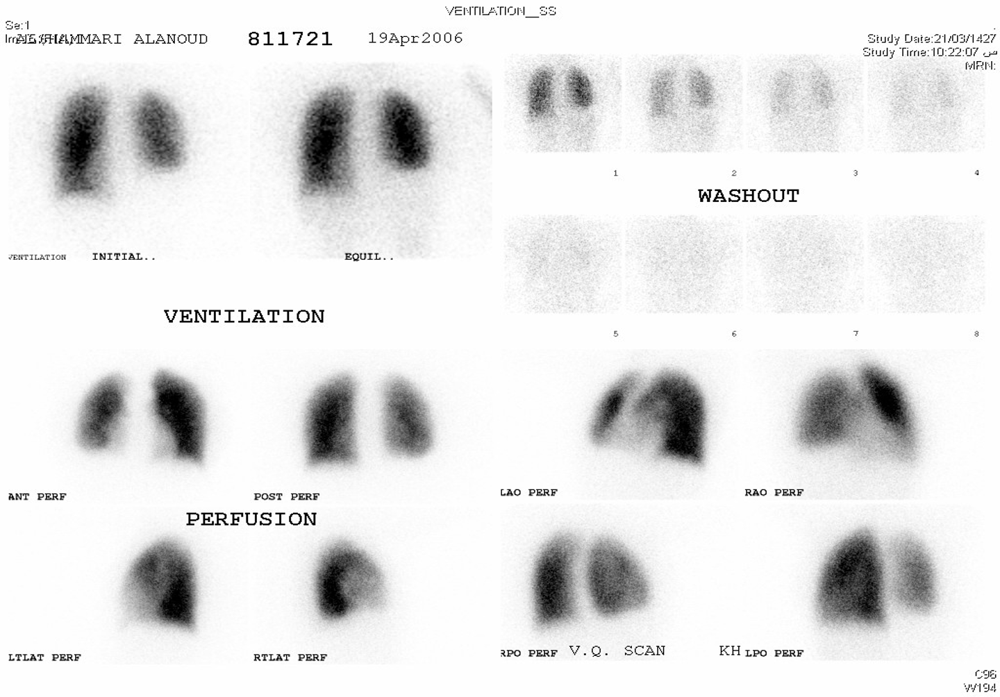 VENTILATION__SS
Se:1
SHAMMARI ALANOUD 811721 19Apr2006
Study Date:21/03/1427
Study Time:10:22:07 ص
MRN:
1 2 3 4
WASHOUT
VENTILATION INITIAL.. EQUIL..
VENTILATION
5 6 7 8
ANT PERF POST PERF LAO PERF RAO PERF
PERFUSION
LTLAT PERF RTLAT PERF RPO PERF V.Q. SCAN KH LPO PERF
C96
W194